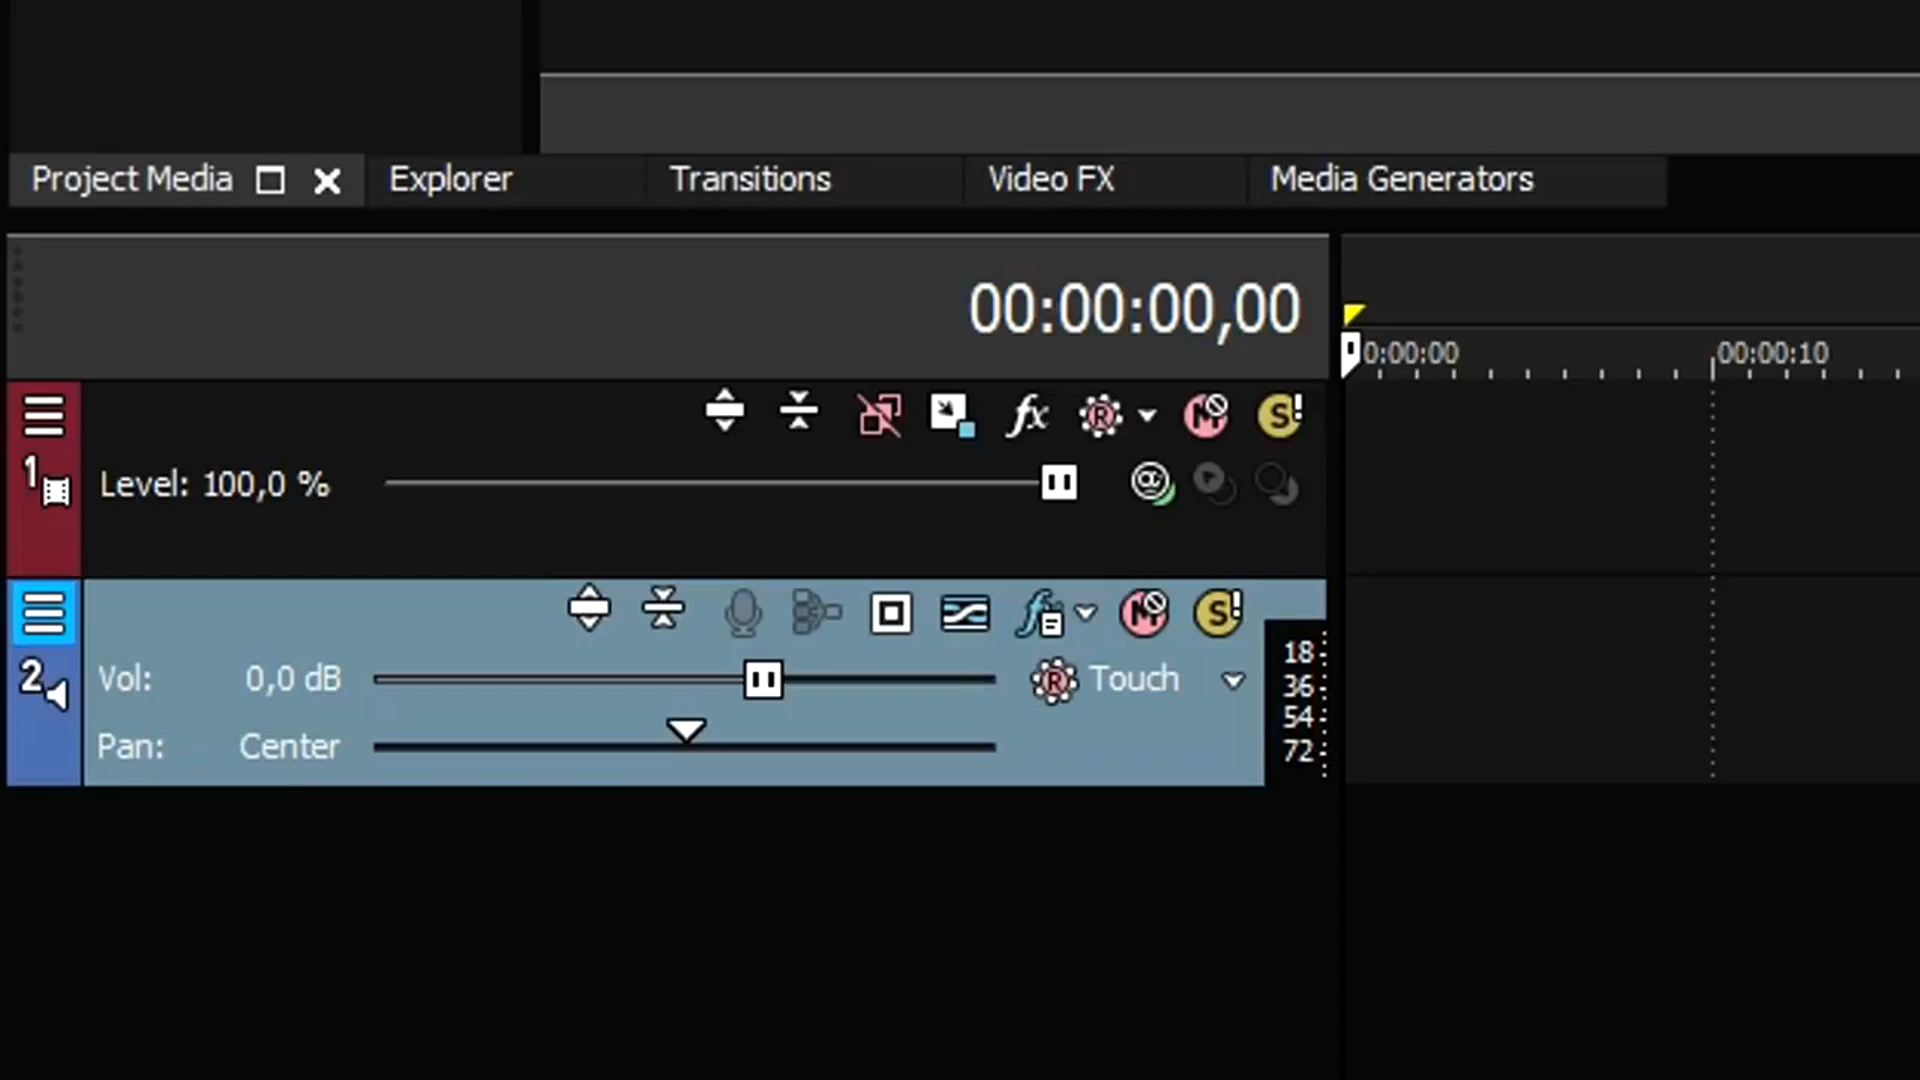 Project Media Explorer Transitions Video FX Media Generators
00:00:00,00
0:00:00 00:00:10
fx R M S
1
Level: 100,0 %
M S
2
Vol: 0,0 dB R Touch
Pan: Center
18
36
54
72